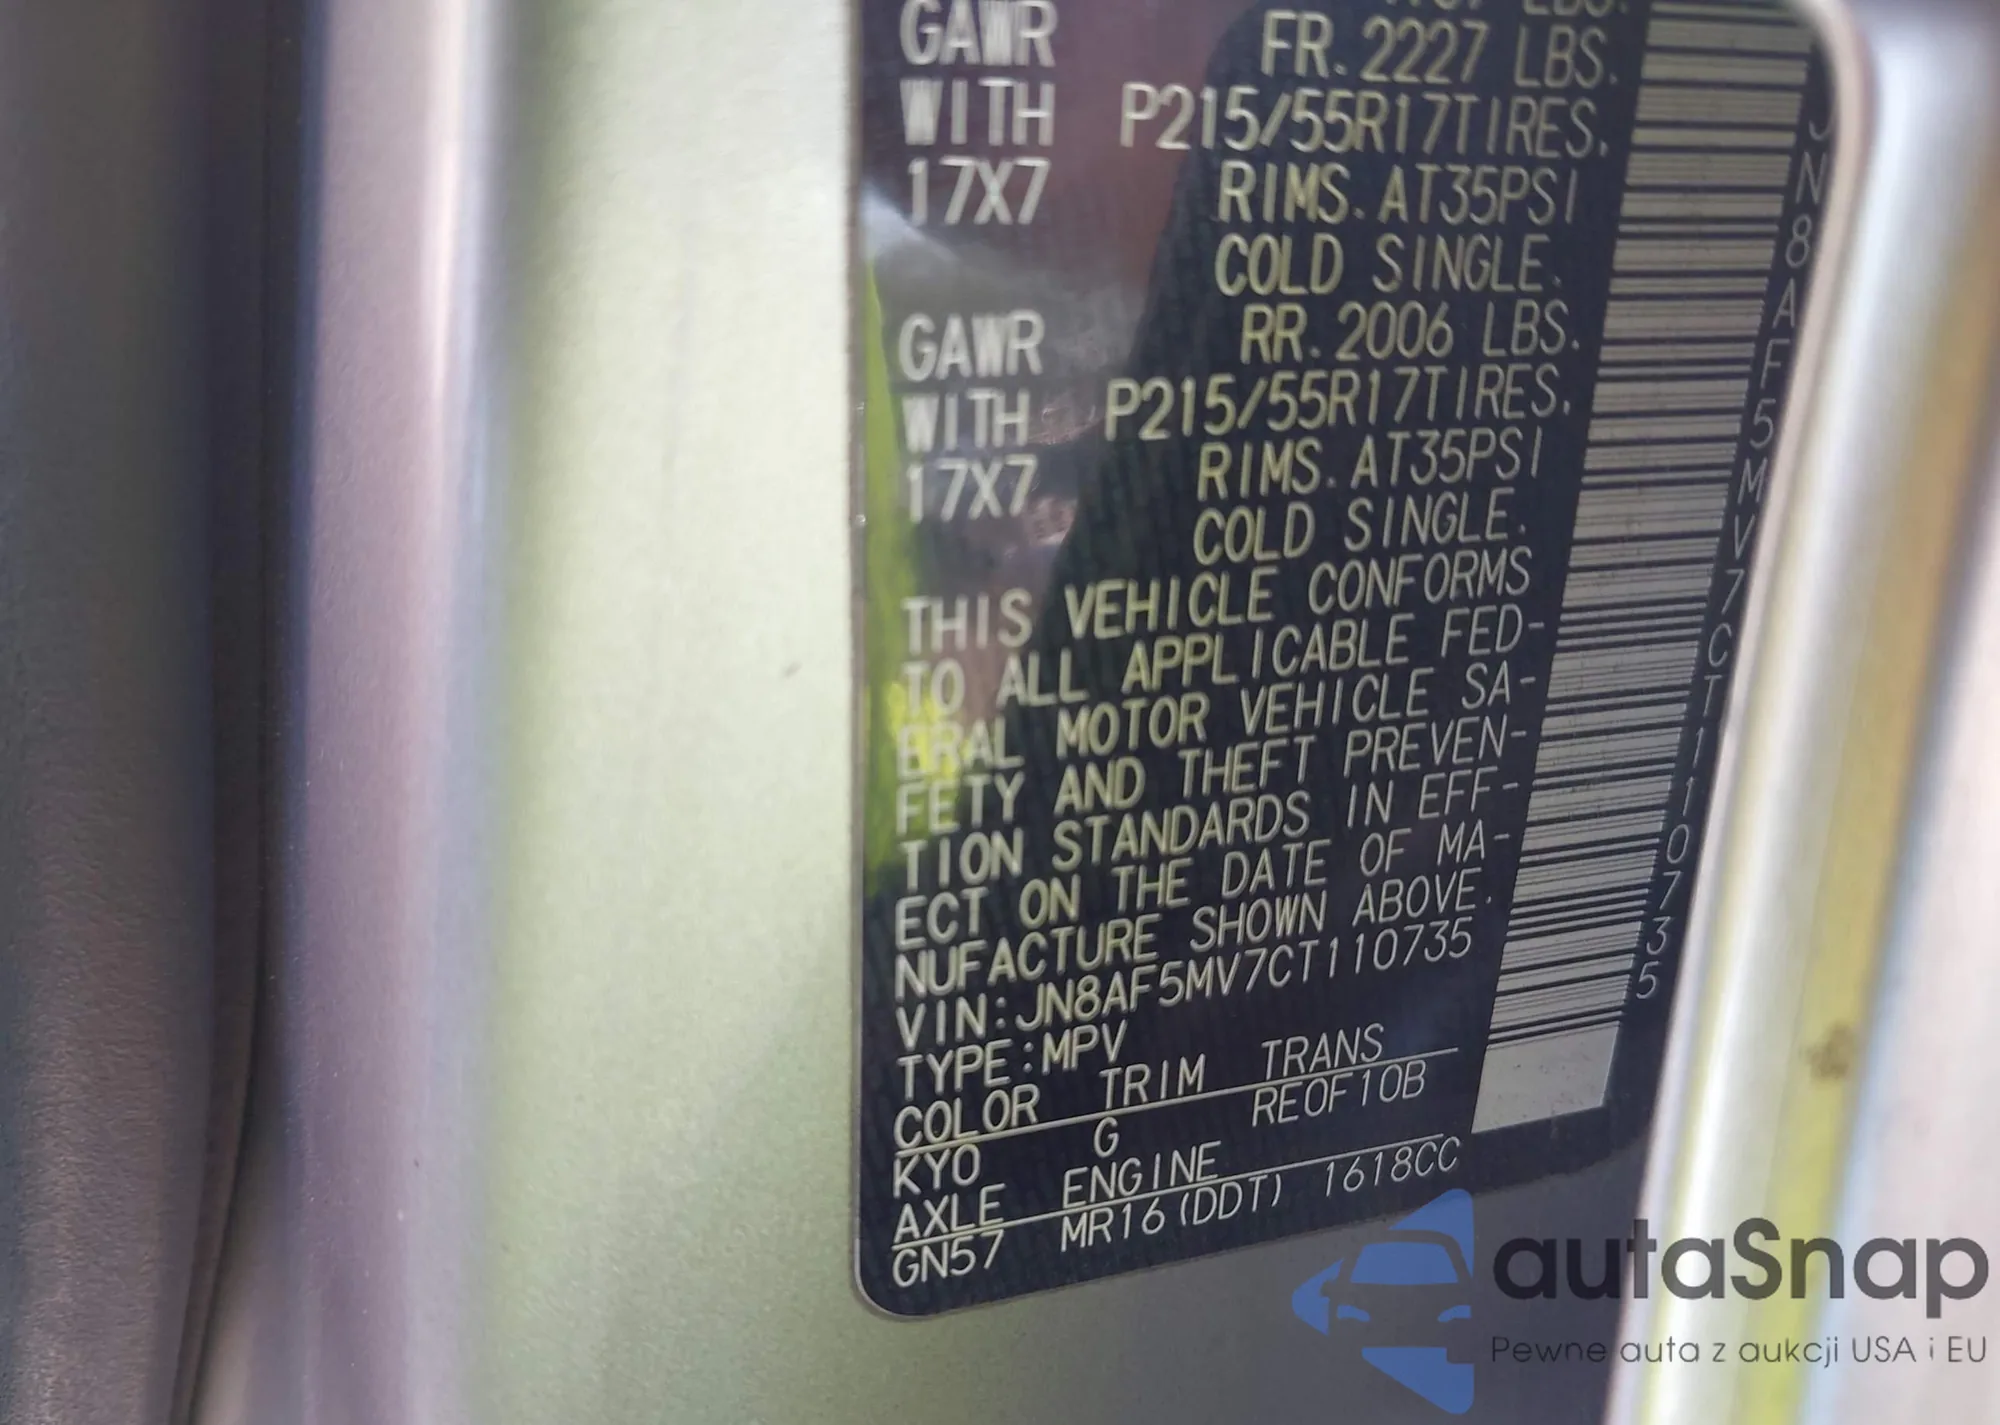 GAWR FR. 2227 LBS.
WITH P215/55R17TIRES.
17X7 RIMS. AT35PSI
COLD SINGLE.
GAWR RR. 2006 LBS.
WITH P215/55R17TIRES.
17X7 RIMS. AT35PSI
COLD SINGLE.
THIS VEHICLE CONFORMS
TO ALL APPLICABLE FED-
ERAL MOTOR VEHICLE SA-
FETY AND THEFT PREVEN-
TION STANDARDS IN EFF-
ECT ON THE DATE OF MA-
NUFACTURE SHOWN ABOVE.
VIN:JN8AF5MV7CT110735
TYPE:MPV
COLOR TRIM TRANS
KYO G RE0F10B
AXLE ENGINE
GN57 MR16(DDT) 1618CC
JN8AF5MV7CT110735
autaSnap
Pewne auta z aukcji USA i EU